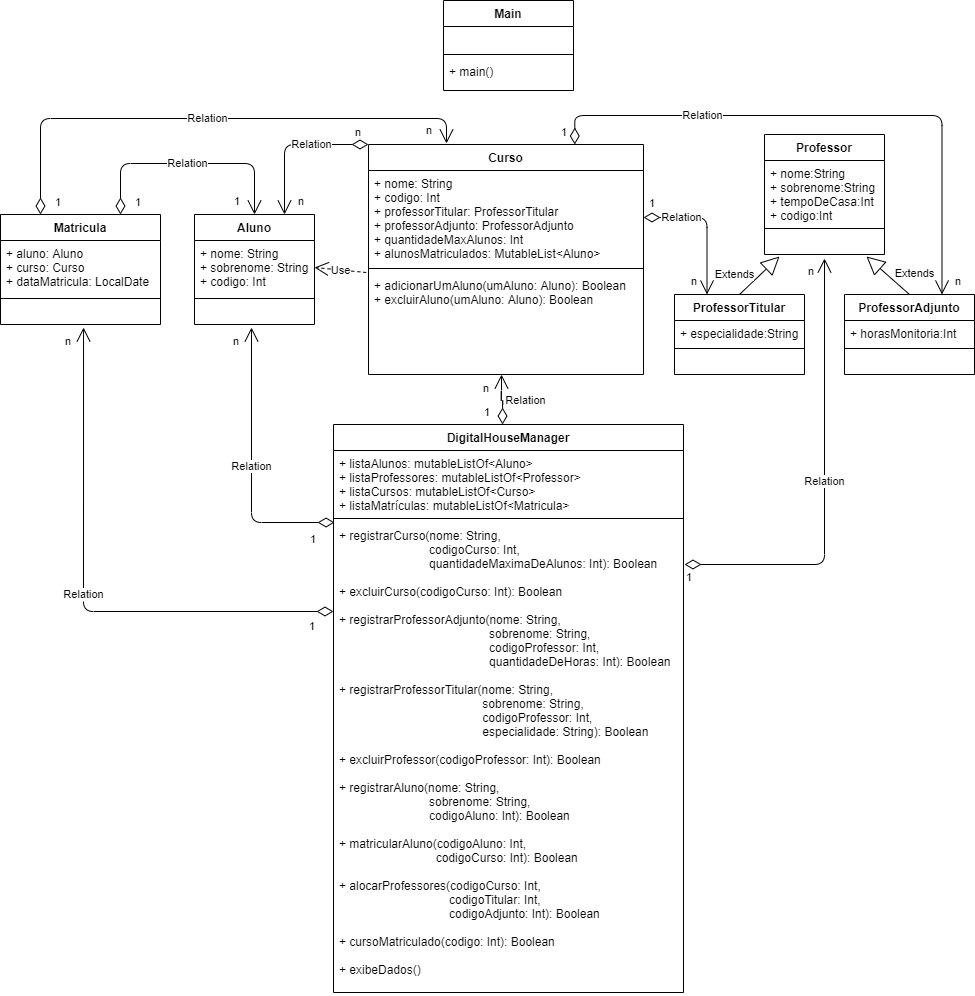 Main
+ main()
Relation
n
1
n
Relation
1
Relation
Professor
+ nome:String
+ sobrenome:String
+ tempoDeCasa:Int
+ codigo:Int
Relation
1
1
1
n
Curso
+ nome: String
+ codigo: Int
+ professorTitular: ProfessorTitular
+ professorAdjunto: ProfessorAdjunto
+ quantidadeMaxAlunos: Int
+ alunosMatriculados: MutableList<Aluno>
+ adicionarUmAluno(umAluno: Aluno): Boolean
+ excluirAluno(umAluno: Aluno): Boolean
Matricula
+ aluno: Aluno
+ curso: Curso
+ dataMatricula: LocalDate
Aluno
+ nome: String
+ sobrenome: String
+ codigo: Int
Use
1
Relation
n
Extends
n
Extends
n
ProfessorTitular
+ especialidade:String
ProfessorAdjunto
+ horasMonitoria:Int
n
n
n
Relation
1
DigitalHouseManager
+ listaAlunos: mutableListOf<Aluno>
+ listaProfessores: mutableListOf<Professor>
+ listaCursos: mutableListOf<Curso>
+ listaMatrículas: mutableListOf<Matricula>
+ registrarCurso(nome: String,
codigoCurso: Int,
quantidadeMaximaDeAlunos: Int): Boolean
+ excluirCurso(codigoCurso: Int): Boolean
+ registrarProfessorAdjunto(nome: String,
sobrenome: String,
codigoProfessor: Int,
quantidadeDeHoras: Int): Boolean
+ registrarProfessorTitular(nome: String,
sobrenome: String,
codigoProfessor: Int,
especialidade: String): Boolean
+ excluirProfessor(codigoProfessor: Int): Boolean
+ registrarAluno(nome: String,
sobrenome: String,
codigoAluno: Int): Boolean
+ matricularAluno(codigoAluno: Int,
codigoCurso: Int): Boolean
+ alocarProfessores(codigoCurso: Int,
codigoTitular: Int,
codigoAdjunto: Int): Boolean
+ cursoMatriculado(codigo: Int): Boolean
+ exibeDados()
Relation
1
Relation
1
Relation
1